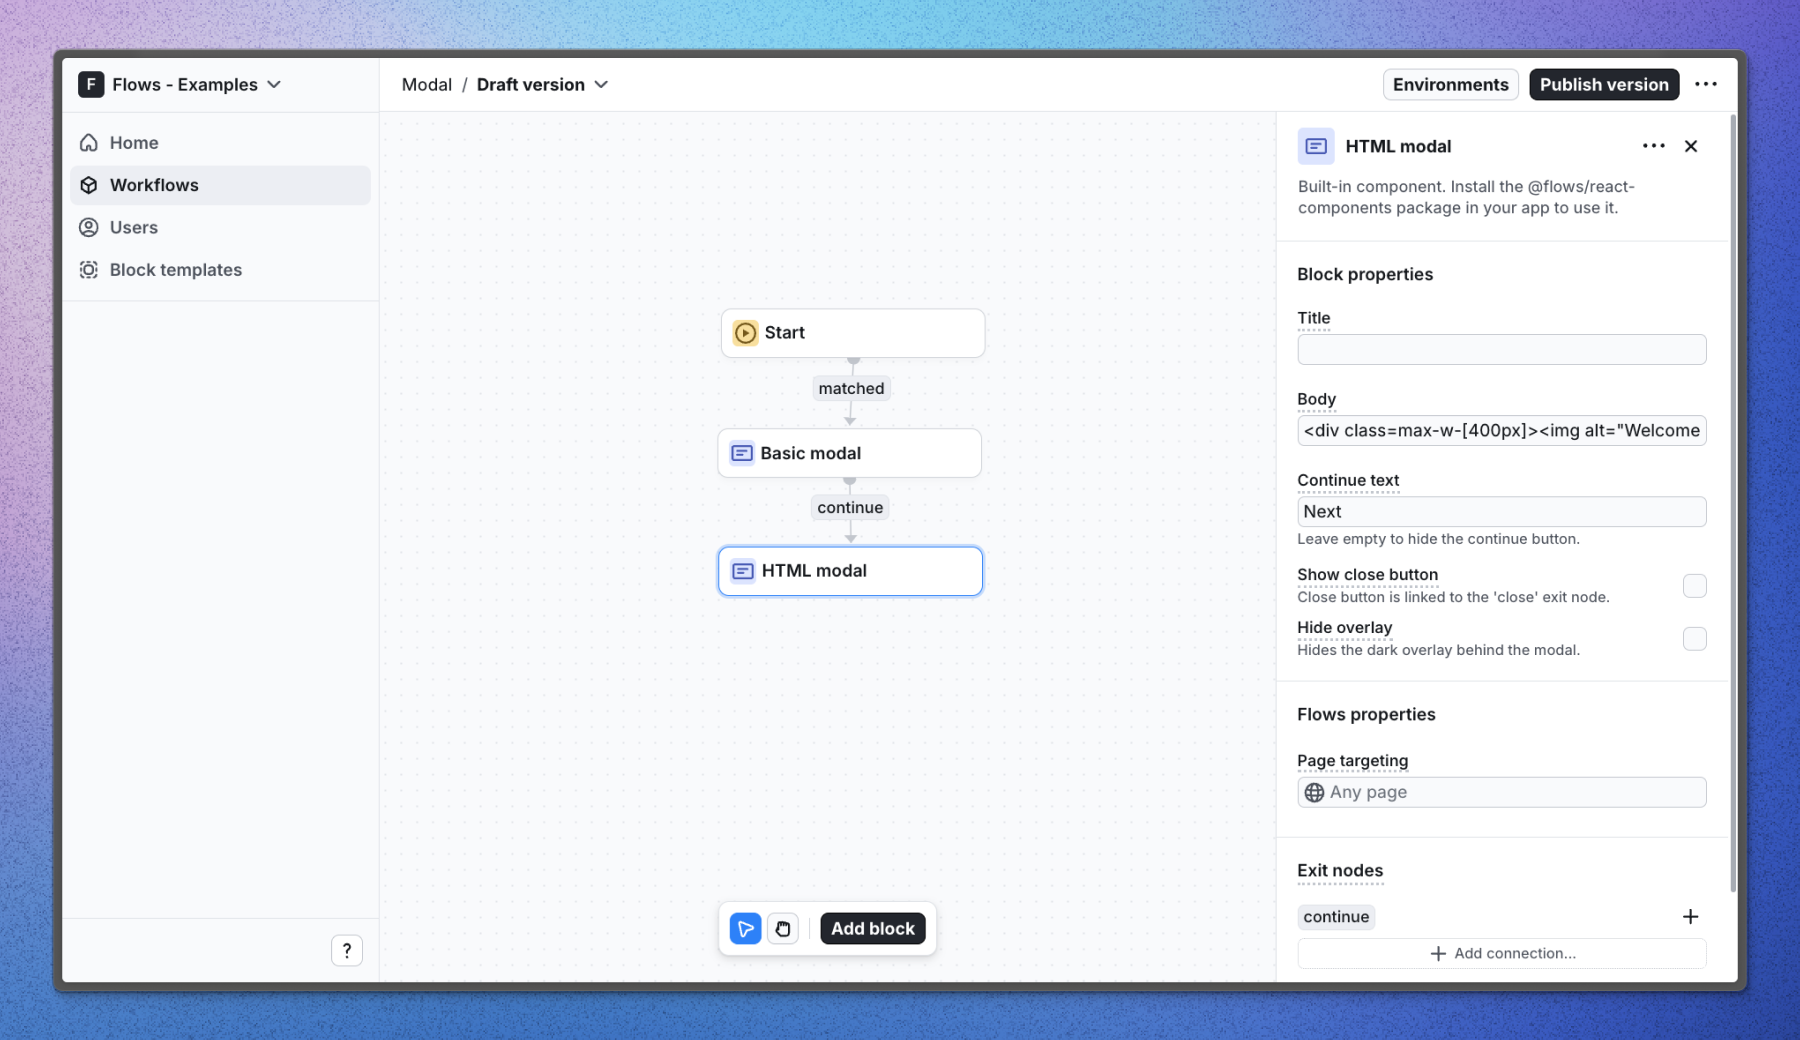 F Flows - Examples
Modal / Draft version
Environments
Publish version
Home
Workflows
Users
Block templates
?
Start
matched
Basic modal
continue
HTML modal
Add block
HTML modal
Built-in component. Install the @flows/react-
components package in your app to use it.
Block properties
Title
Body
<div class=max-w-[400px]><img alt="Welcome
Continue text
Next
Leave empty to hide the continue button.
Show close button
Close button is linked to the 'close' exit node.
Hide overlay
Hides the dark overlay behind the modal.
Flows properties
Page targeting
Any page
Exit nodes
continue
Add connection...